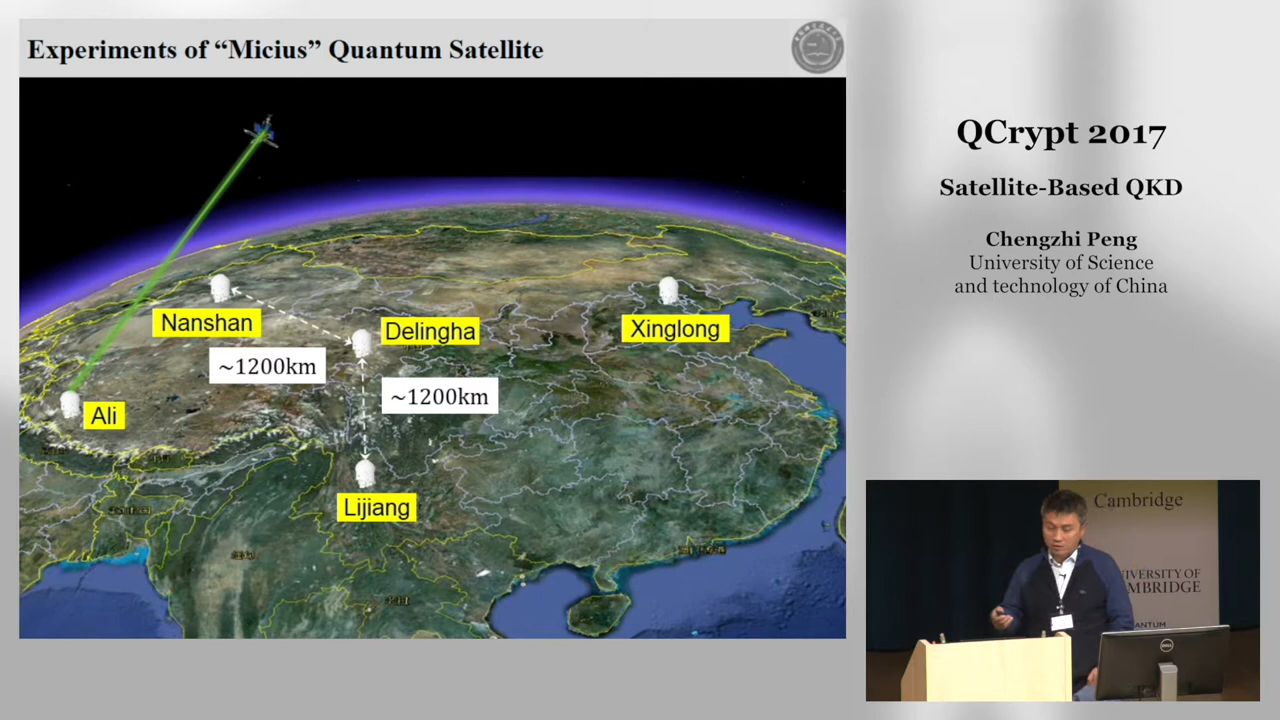 Experiments of “Micius” Quantum Satellite
Nanshan
Delingha
Xinglong
~1200km
~1200km
Ali
Lijiang
QCrypt 2017
Satellite-Based QKD
Chengzhi Peng
University of Science
and technology of China
Cambridge
UNIVERSITY OF
CAMBRIDGE
DELL